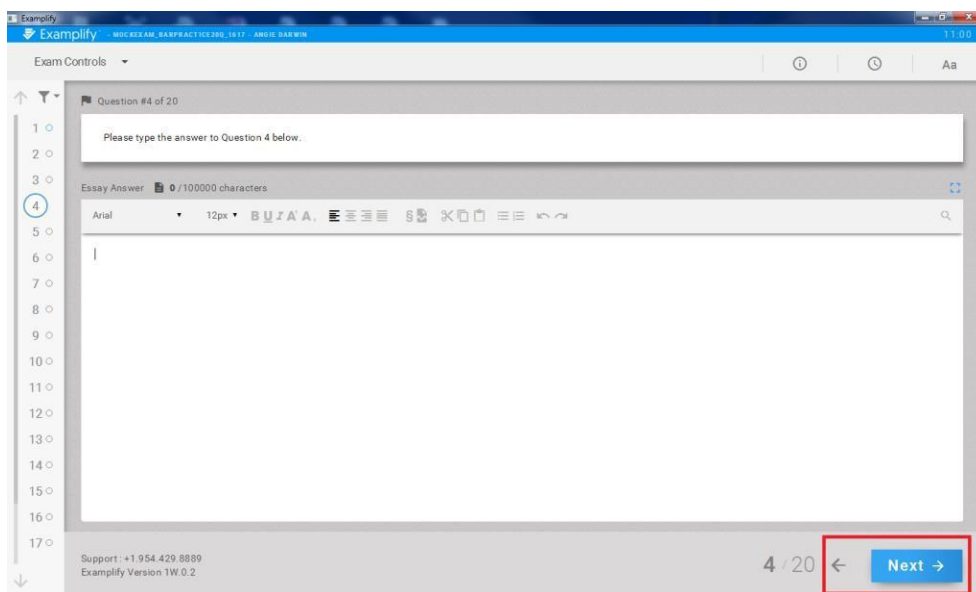 Examplify
Examplify - MOCKEXAM_BARPRACTICE20Q_1617 - ANGIE DARWIN 11:00
Exam Controls Aa
Question #4 of 20
Please type the answer to Question 4 below.
Essay Answer 0/100000 characters
Arial 12px B U I A A §
1
2
3
4
5
6
7
8
9
10
11
12
13
14
15
16
17
Support: +1.954.429.8889
Examplify Version 1W.0.2
4 / 20 ← Next →